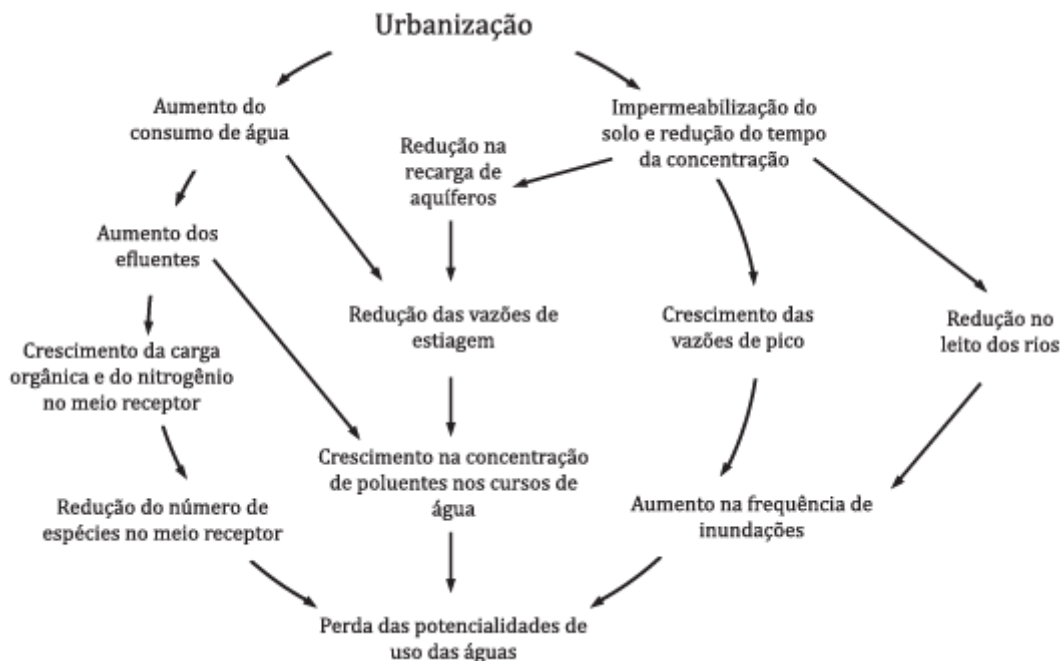 Urbanização
Aumento do
consumo de água
Impermeabilização do
solo e redução do tempo
da concentração
Redução na
recarga de
aquíferos
Aumento dos
efluentes
Redução das vazões de
estiagem
Crescimento das
vazões de pico
Redução no
leito dos rios
Crescimento da carga
orgânica e do nitrogênio
no meio receptor
Crescimento na concentração
de poluentes nos cursos de
água
Redução do número de
espécies no meio receptor
Aumento na frequência de
inundações
Perda das potencialidades de
uso das águas